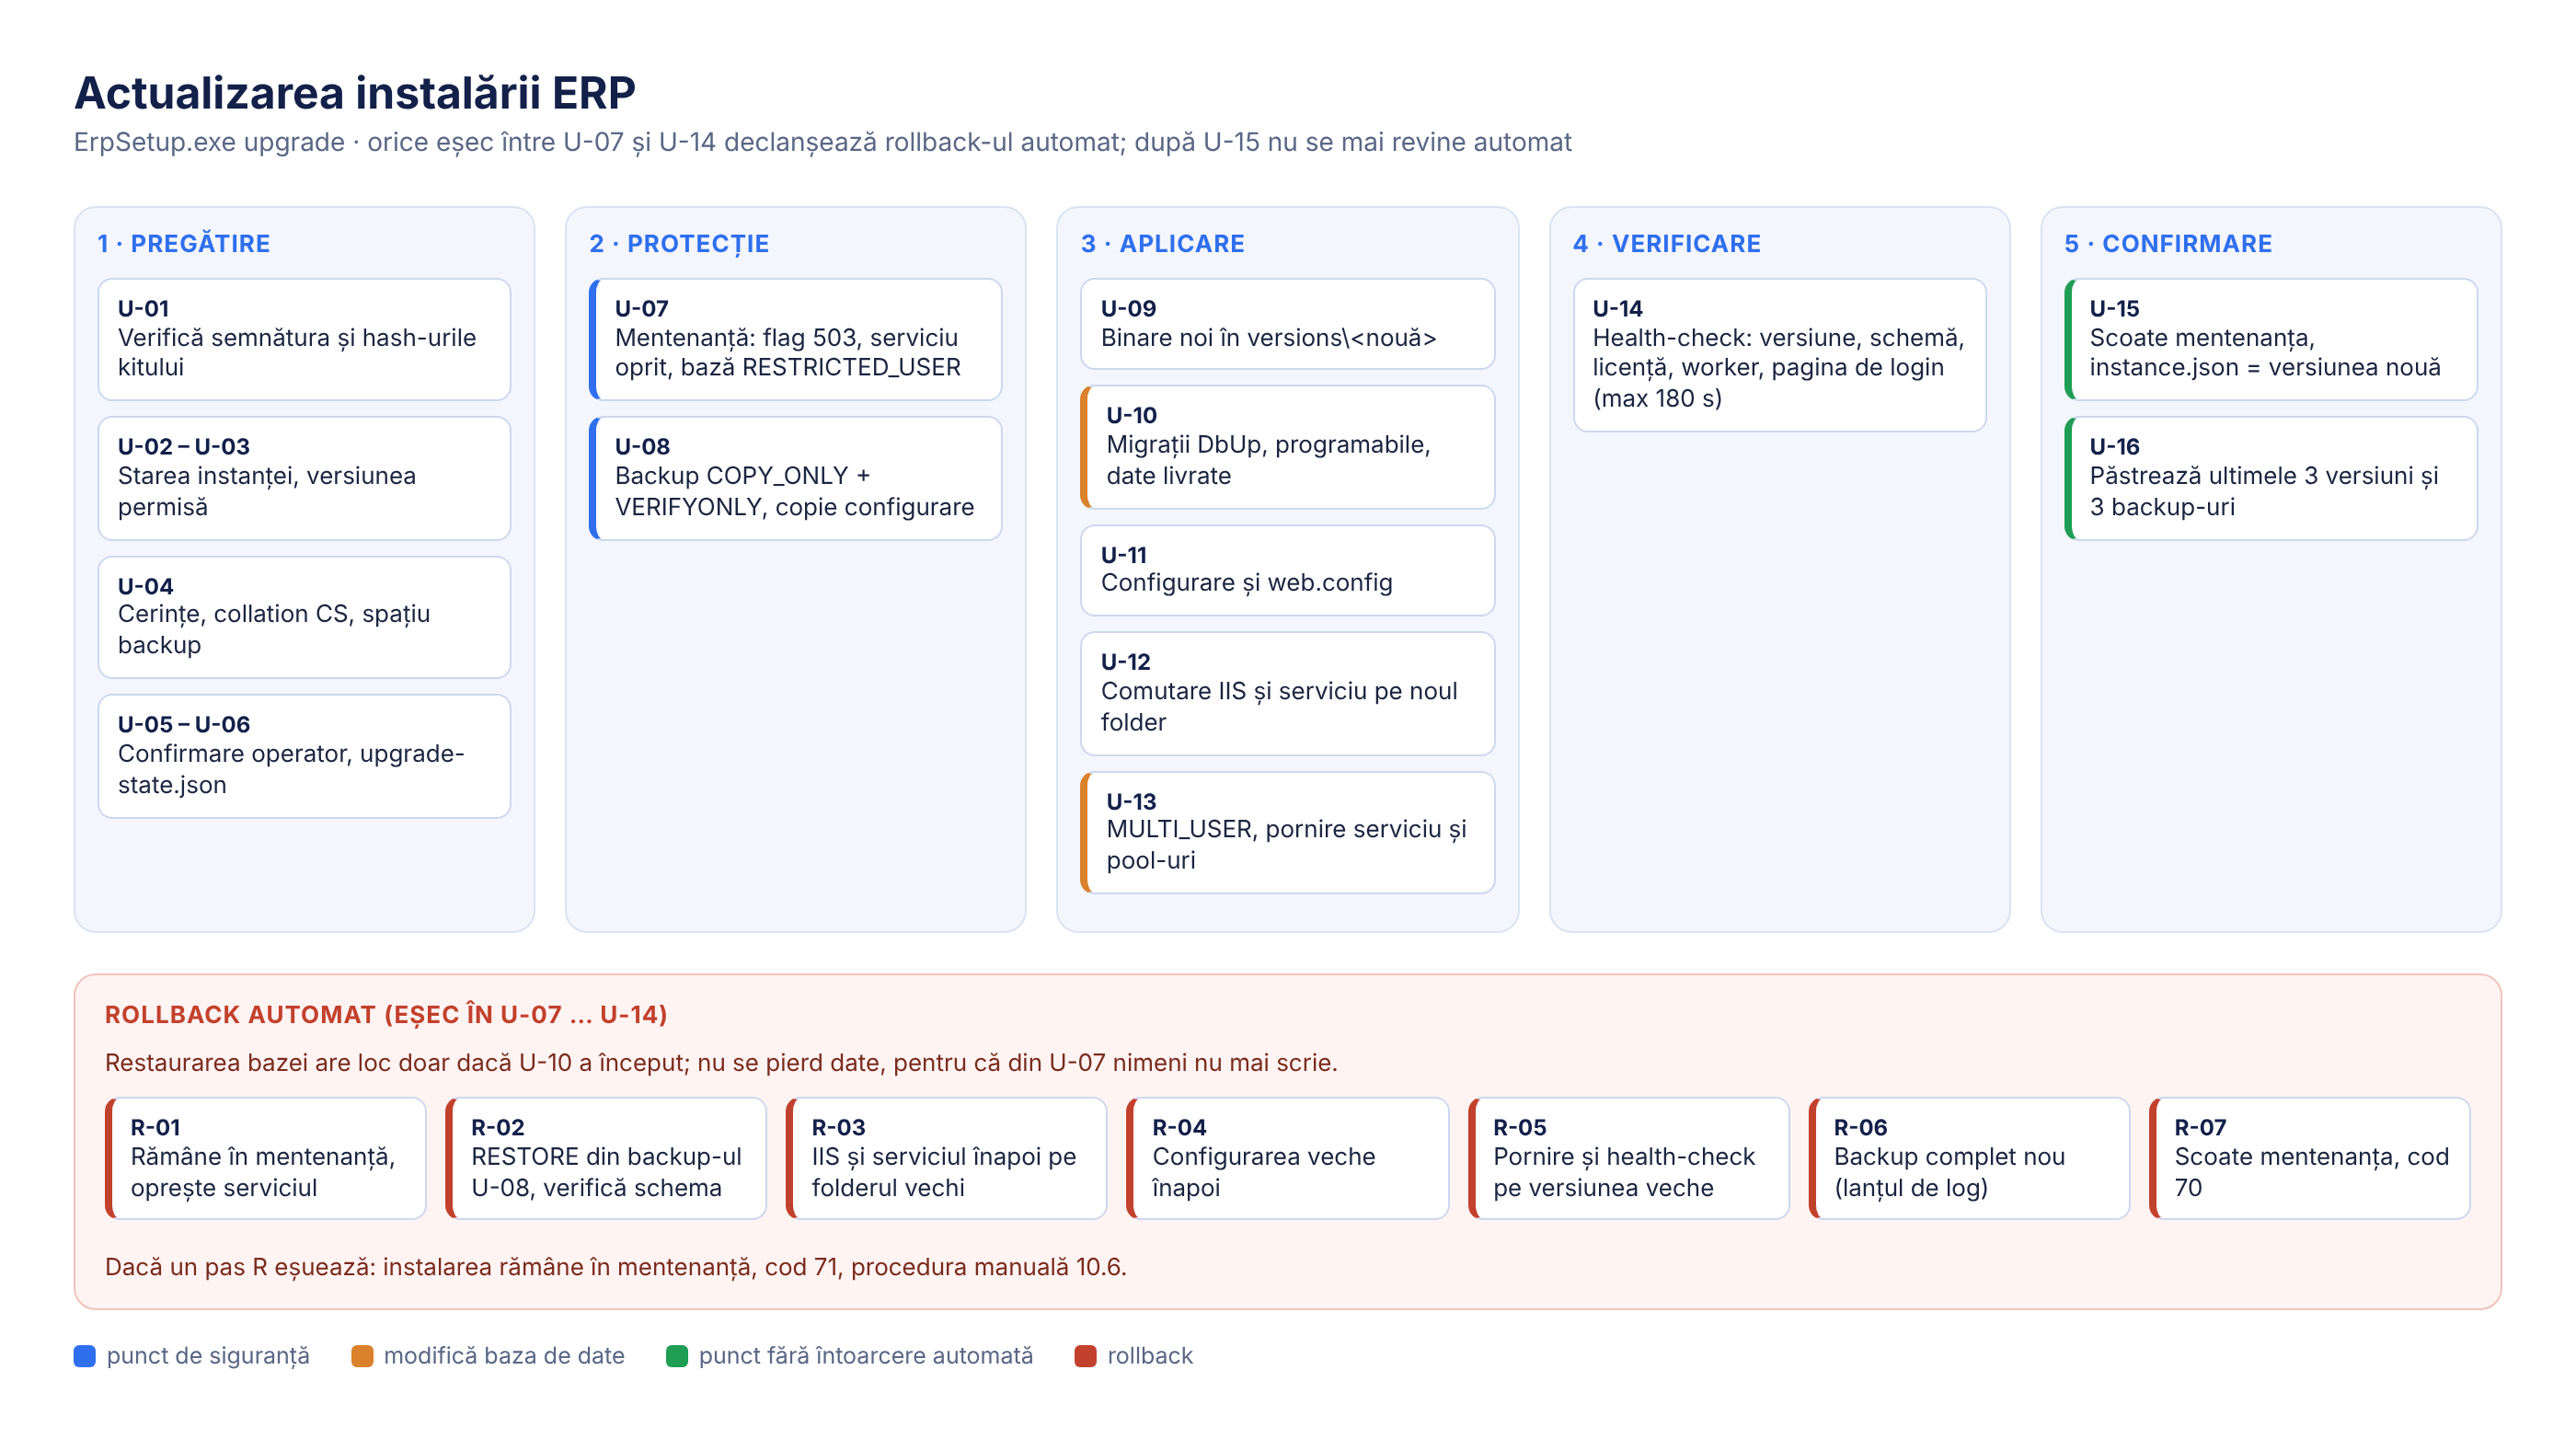 Actualizarea instalării ERP
ErpSetup.exe upgrade · orice eșec între U-07 și U-14 declanșează rollback-ul automat; după U-15 nu se mai revine automat
1 · PREGĂTIRE
U-01
Verifică semnătura și hash-urile
kitului
U-02 – U-03
Starea instanței, versiunea
permisă
U-04
Cerințe, collation CS, spațiu
backup
U-05 – U-06
Confirmare operator, upgrade-
state.json
2 · PROTECȚIE
U-07
Mentenanță: flag 503, serviciu
oprit, bază RESTRICTED_USER
U-08
Backup COPY_ONLY +
VERIFYONLY, copie configurare
3 · APLICARE
U-09
Binare noi în versions\<nouă>
U-10
Migrații DbUp, programabile,
date livrate
U-11
Configurare și web.config
U-12
Comutare IIS și serviciu pe noul
folder
U-13
MULTI_USER, pornire serviciu și
pool-uri
4 · VERIFICARE
U-14
Health-check: versiune, schemă,
licență, worker, pagina de login
(max 180 s)
5 · CONFIRMARE
U-15
Scoate mentenanța,
instance.json = versiunea nouă
U-16
Păstrează ultimele 3 versiuni și
3 backup-uri
ROLLBACK AUTOMAT (EȘEC ÎN U-07 … U-14)
Restaurarea bazei are loc doar dacă U-10 a început; nu se pierd date, pentru că din U-07 nimeni nu mai scrie.
R-01
Rămâne în mentenanță,
oprește serviciul
R-02
RESTORE din backup-ul
U-08, verifică schema
R-03
IIS și serviciul înapoi pe
folderul vechi
R-04
Configurarea veche
înapoi
R-05
Pornire și health-check
pe versiunea veche
R-06
Backup complet nou
(lanțul de log)
R-07
Scoate mentenanța, cod
70
Dacă un pas R eșuează: instalarea rămâne în mentenanță, cod 71, procedura manuală 10.6.
punct de siguranță
modifică baza de date
punct fără întoarcere automată
rollback